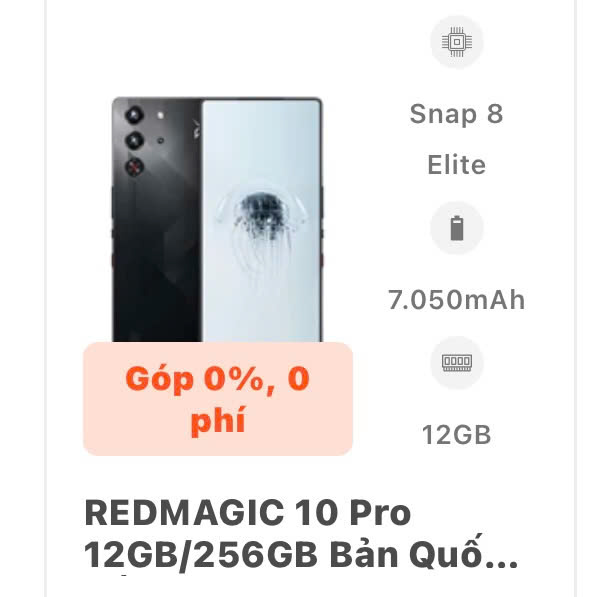 Snap 8
Elite
7.050mAh
12GB
Góp 0%, 0
phí
REDMAGIC 10 Pro
12GB/256GB Bản Quố...